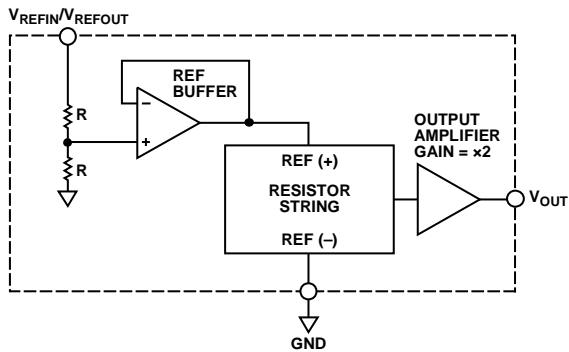 VREFIN/VREFOUT
REF
BUFFER
R
R
−
+
REF (+)
RESISTOR
STRING
REF (−)
OUTPUT
AMPLIFIER
GAIN = ×2
VOUT
GND